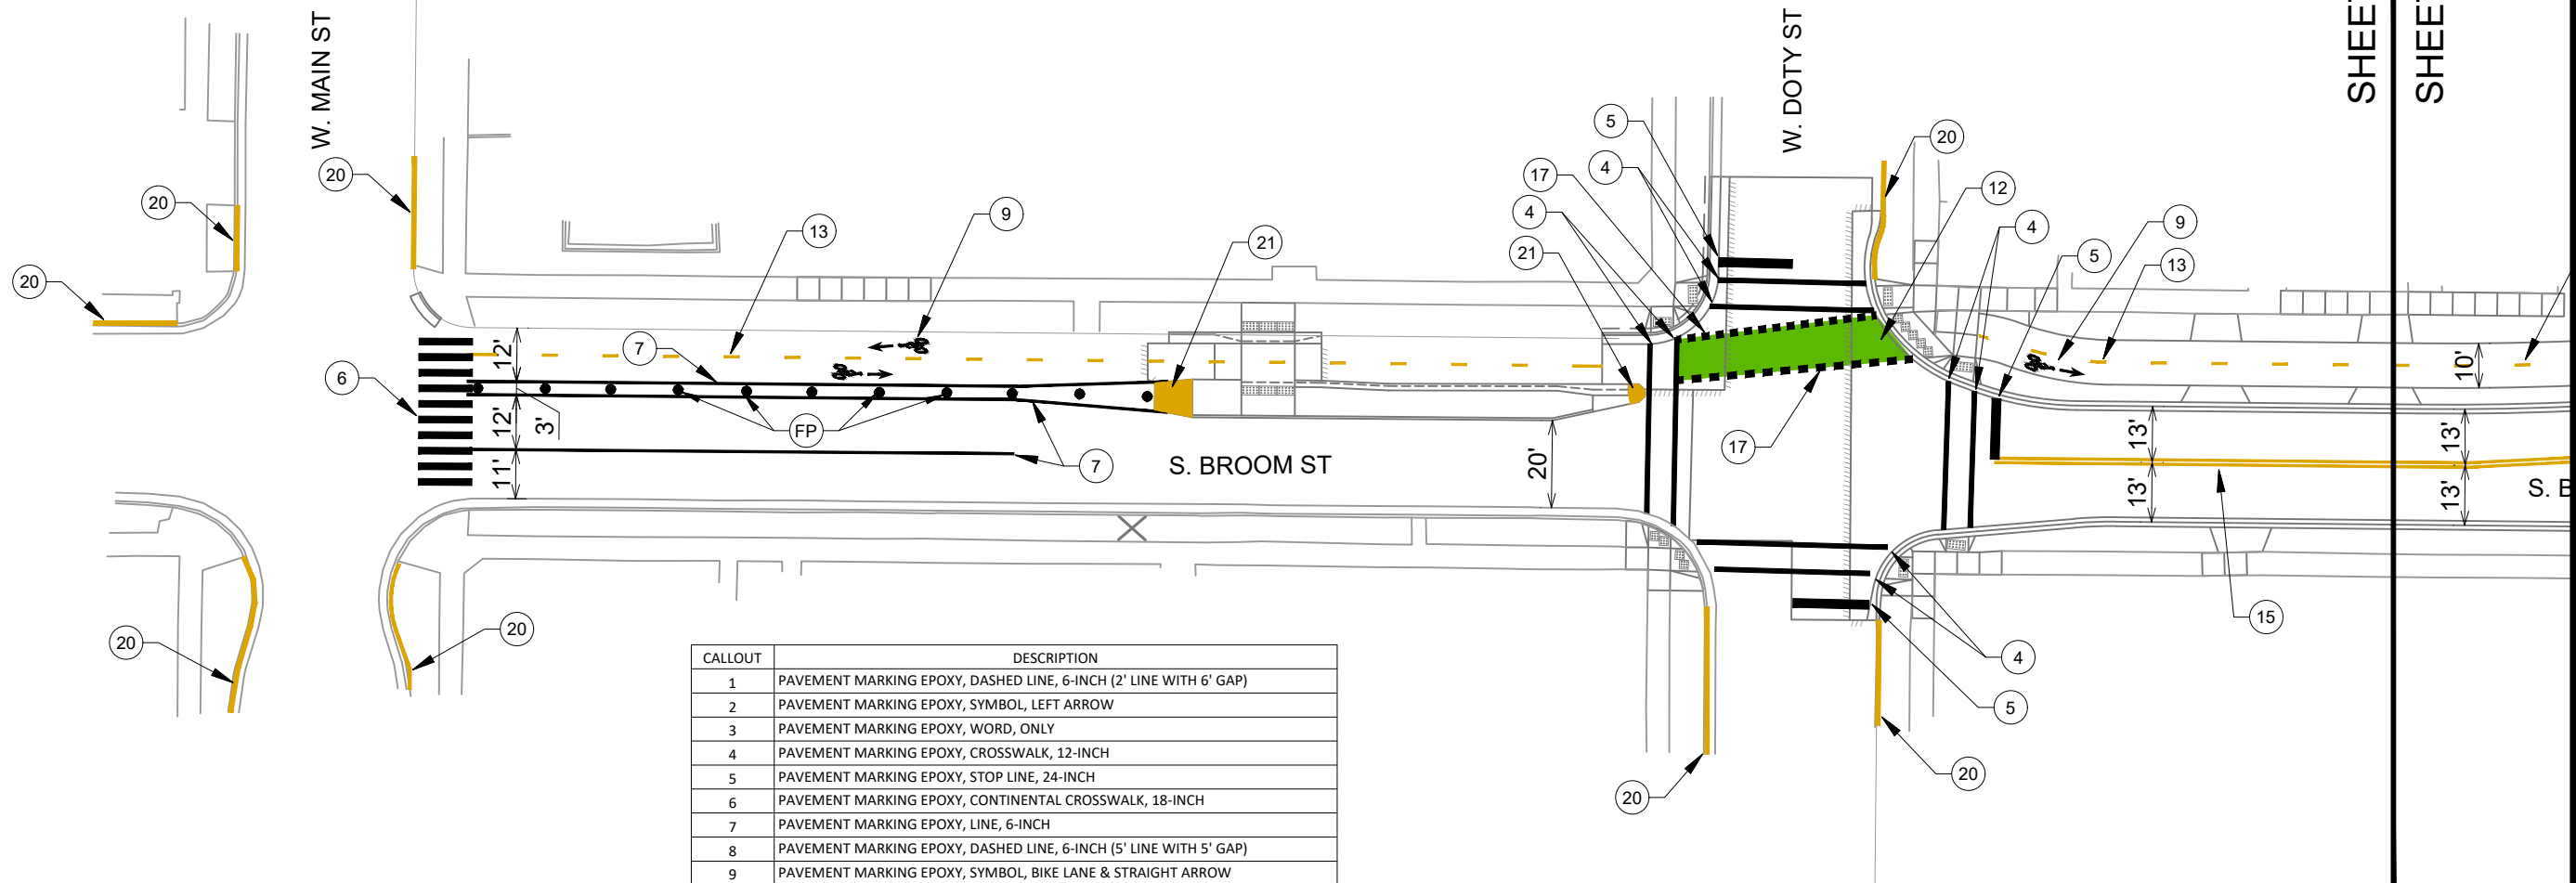 W. MAIN ST
W. DOTY ST
SHEE
SHEE
20
20
20
13
9
21
5
4
17
4
21
20
12
4
9
5
13
7
6
12'
12'
3'
11'
FP
7
S. BROOM ST
20'
17
13'
13'
13'
13'
10'
S. B
15
20
20
4
5
20
20
CALLOUT DESCRIPTION
1 PAVEMENT MARKING EPOXY, DASHED LINE, 6-INCH (2' LINE WITH 6' GAP)
2 PAVEMENT MARKING EPOXY, SYMBOL, LEFT ARROW
3 PAVEMENT MARKING EPOXY, WORD, ONLY
4 PAVEMENT MARKING EPOXY, CROSSWALK, 12-INCH
5 PAVEMENT MARKING EPOXY, STOP LINE, 24-INCH
6 PAVEMENT MARKING EPOXY, CONTINENTAL CROSSWALK, 18-INCH
7 PAVEMENT MARKING EPOXY, LINE, 6-INCH
8 PAVEMENT MARKING EPOXY, DASHED LINE, 6-INCH (5' LINE WITH 5' GAP)
9 PAVEMENT MARKING EPOXY, SYMBOL, BIKE LANE & STRAIGHT ARROW